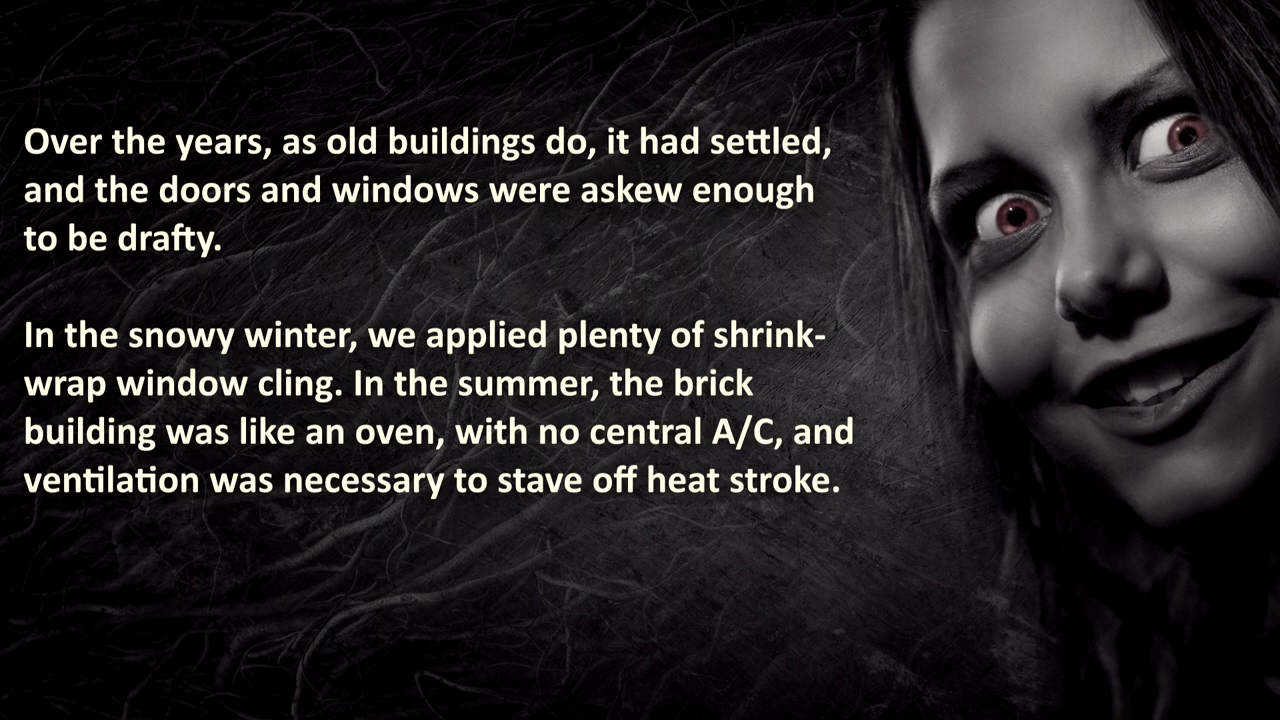 Over the years, as old buildings do, it had settled,
and the doors and windows were askew enough
to be drafty.
In the snowy winter, we applied plenty of shrink-
wrap window cling. In the summer, the brick
building was like an oven, with no central A/C, and
ventilation was necessary to stave off heat stroke.